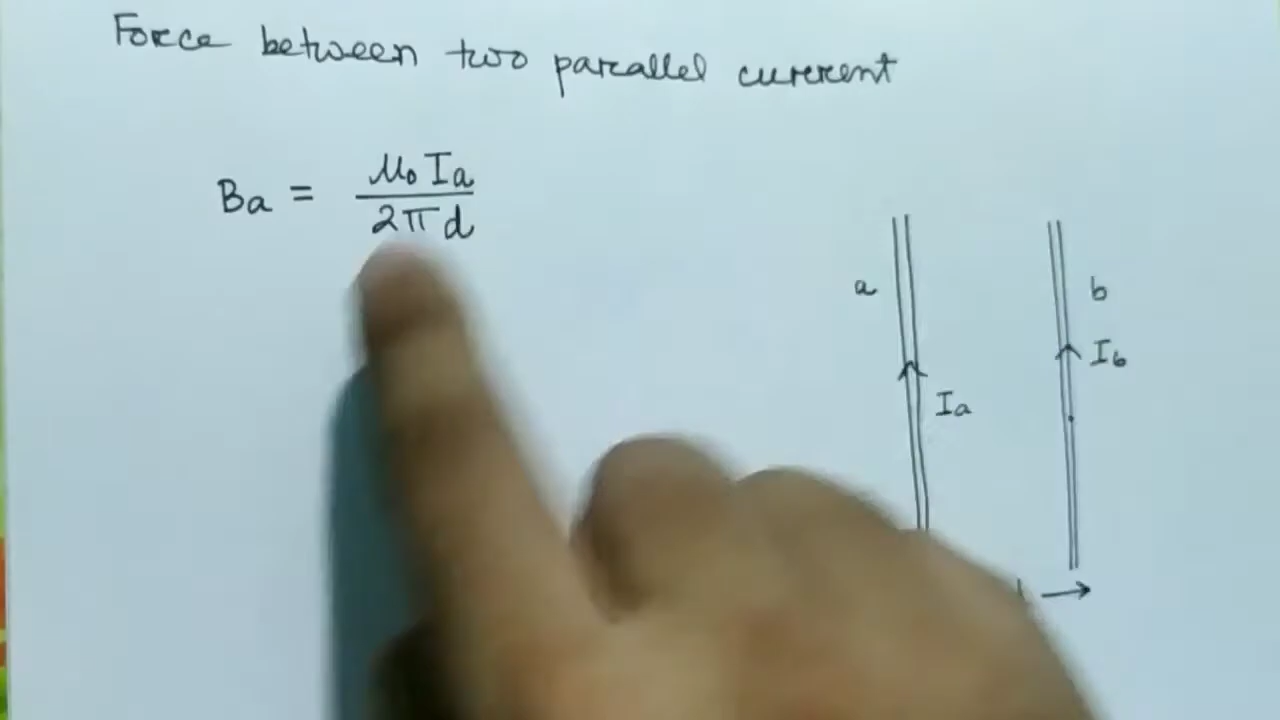 Force between two parallel current
Ba = μ₀ Ia / 2π d
a
b
Ib
Ia